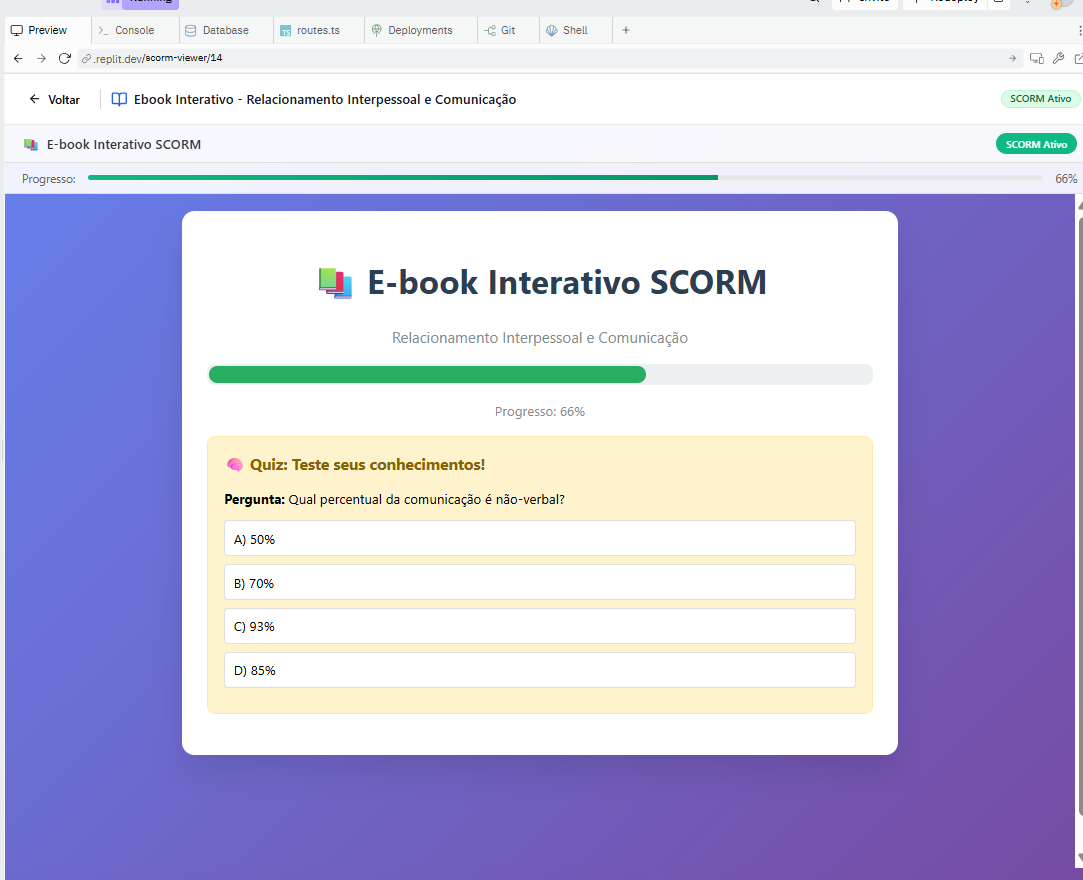 Running
Preview
Console
Database
routes.ts
Deployments
Git
Shell
.replit.dev/scorm-viewer/14
Voltar
Ebook Interativo - Relacionamento Interpessoal e Comunicação
SCORM Ativo
E-book Interativo SCORM
SCORM Ativo
Progresso:
66%
E-book Interativo SCORM
Relacionamento Interpessoal e Comunicação
Progresso: 66%
Quiz: Teste seus conhecimentos!
Pergunta: Qual percentual da comunicação é não-verbal?
A) 50%
B) 70%
C) 93%
D) 85%